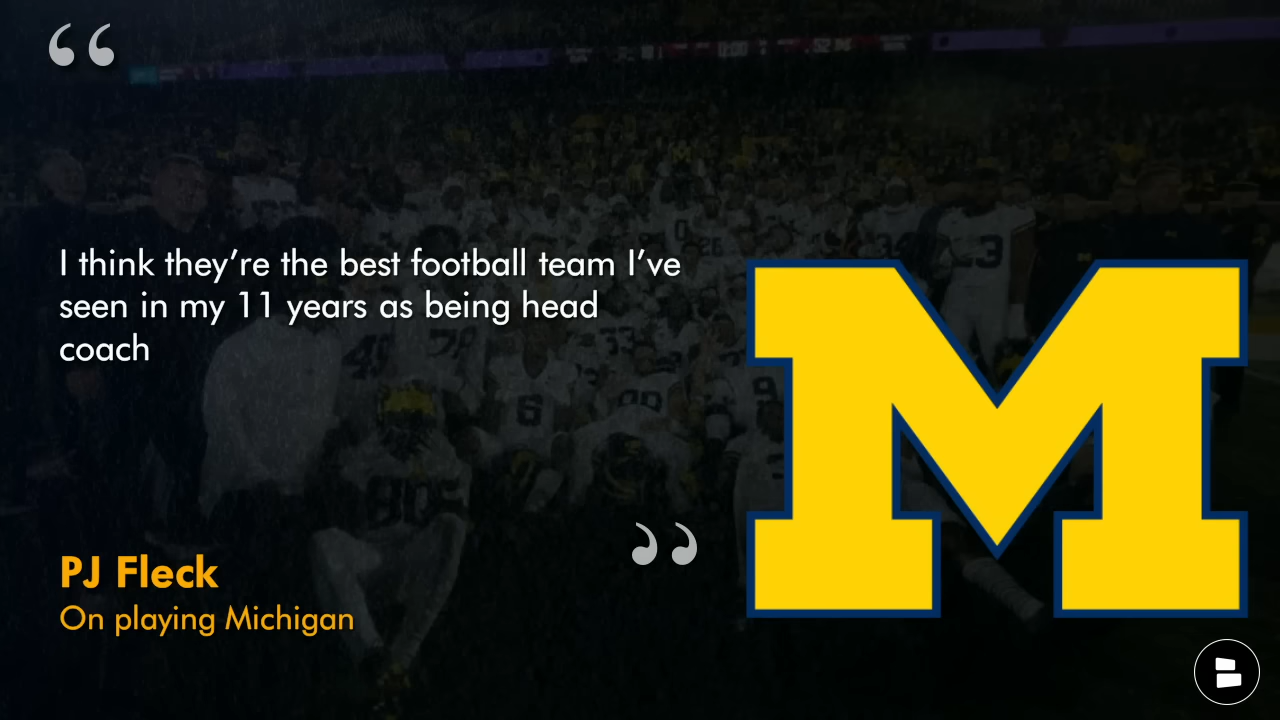 “
I think they’re the best football team I’ve
seen in my 11 years as being head
coach
”
PJ Fleck
On playing Michigan
M